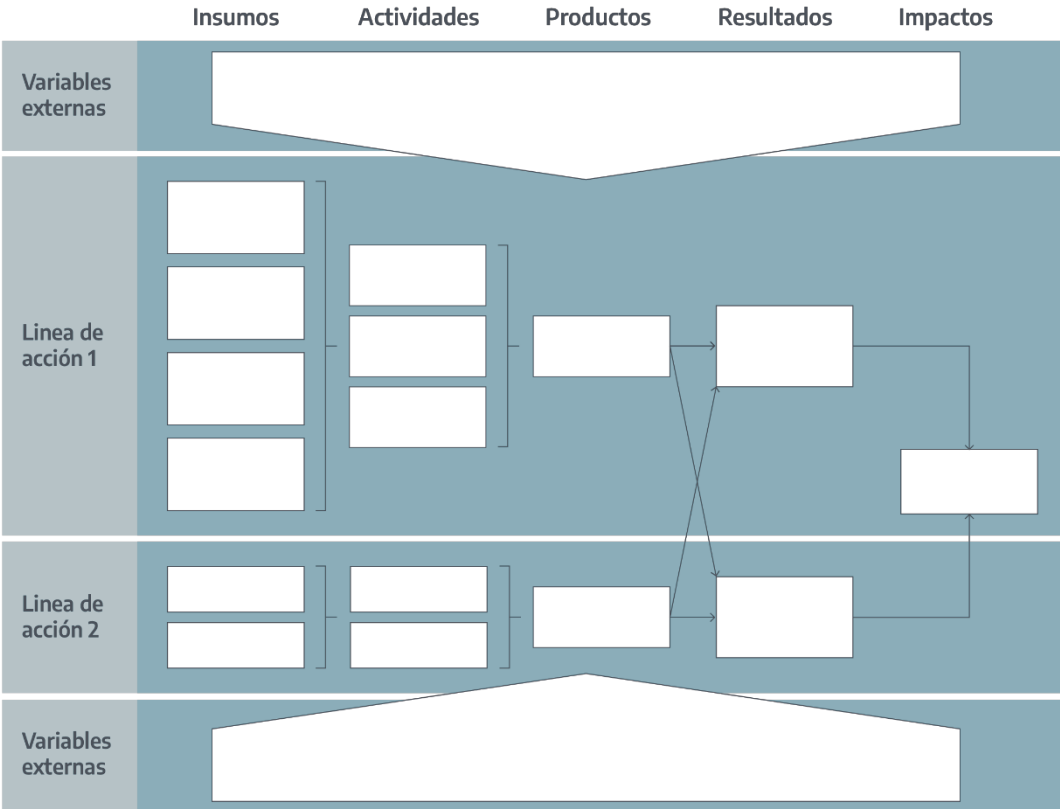 Insumos Actividades Productos Resultados Impactos
Variables
externas
Linea de
acción 1
Linea de
acción 2
Variables
externas